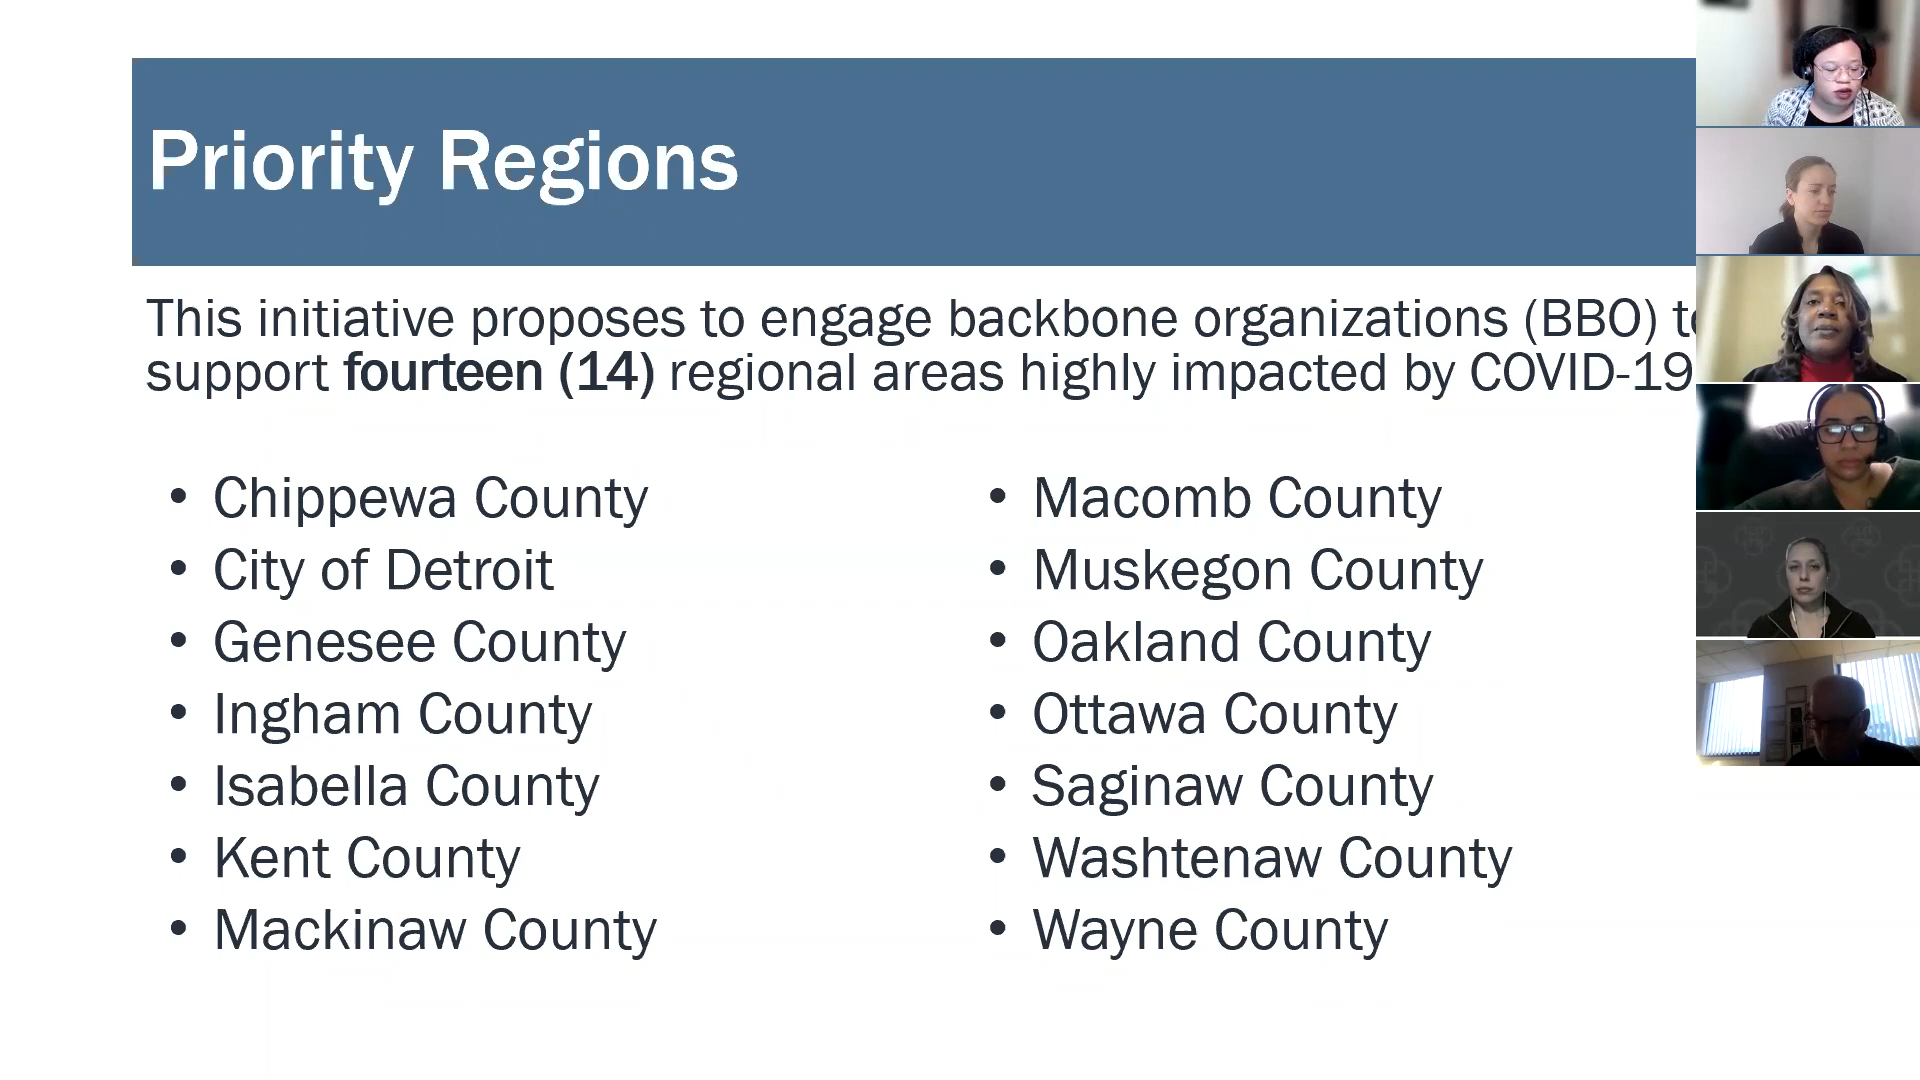 Priority Regions
This initiative proposes to engage backbone organizations (BBO)
support fourteen (14) regional areas highly impacted by COVID-19
• Chippewa County
• City of Detroit
• Genesee County
• Ingham County
• Isabella County
• Kent County
• Mackinaw County
• Macomb County
• Muskegon County
• Oakland County
• Ottawa County
• Saginaw County
• Washtenaw County
• Wayne County